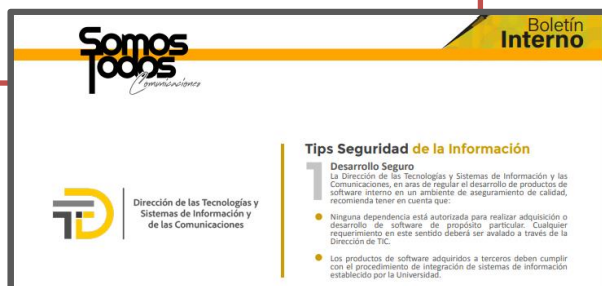 Somos
Todos
Comunicaciones
Boletín
Interno
Dirección de las Tecnologías y
Sistemas de Información y
de las Comunicaciones
Tips Seguridad de la Información
1 Desarrollo Seguro
La Dirección de las Tecnologías y Sistemas de Información y las
Comunicaciones, en aras de regular el desarrollo de productos de
software interno en un ambiente de aseguramiento de calidad,
recomienda tener en cuenta que:
Ninguna dependencia está autorizada para realizar adquisición o
desarrollo de software de propósito particular. Cualquier
requerimiento en este sentido deberá ser avalado a través de la
Dirección de TIC.
Los productos de software adquiridos a terceros deben cumplir
con el procedimiento de integración de sistemas de información
establecido por la Universidad.